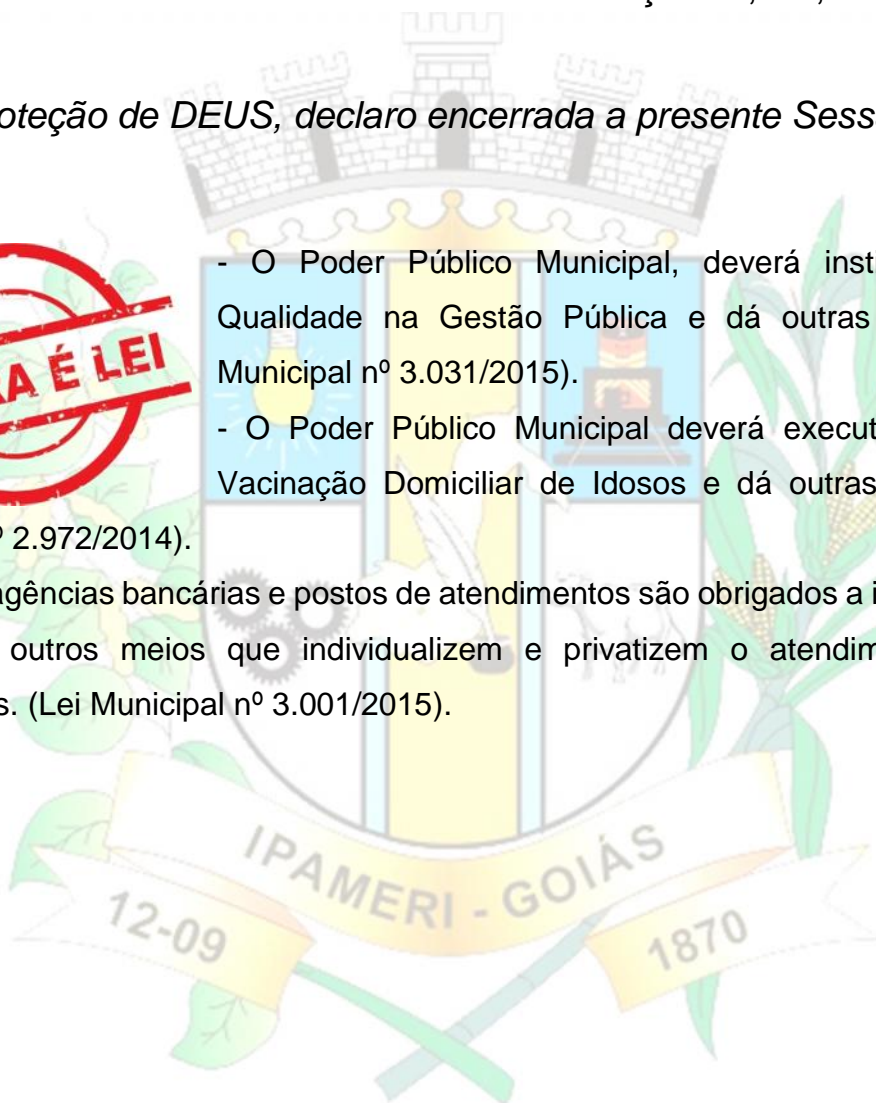 oteção de DEUS, declaro encerrada a presente Sess
- O Poder Público Municipal, deverá inst
Qualidade na Gestão Pública e dá outras
Municipal nº 3.031/2015).
- O Poder Público Municipal deverá execut
Vacinação Domiciliar de Idosos e dá outras
º 2.972/2014).
agências bancárias e postos de atendimentos são obrigados a i
outros meios que individualizem e privatizem o atendim
s. (Lei Municipal nº 3.001/2015).
RA É LEI
IPAMERI - GOIÁS
12-09
1870